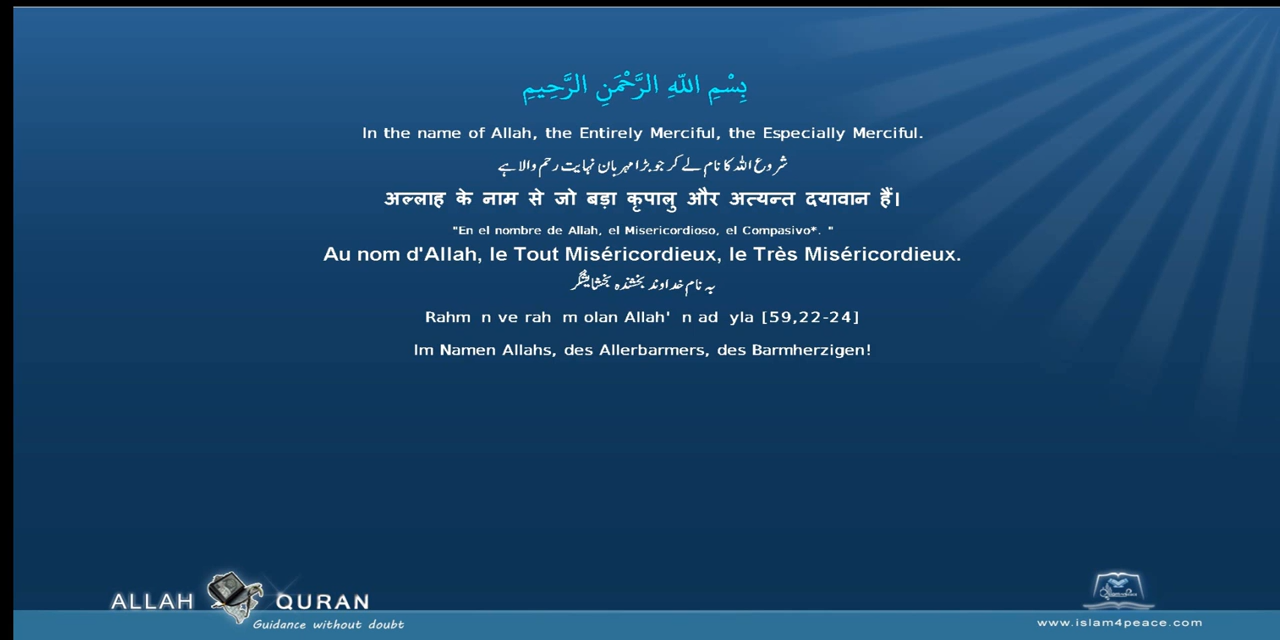 بِسْمِ اللَّهِ الرَّحْمَنِ الرَّحِيمِ
In the name of Allah, the Entirely Merciful, the Especially Merciful.
شروع الله کا نام لے کر جو بڑا مہربان نہایت رحم والا ہے
अल्लाह के नाम से जो बड़ा कृपालु और अत्यन्त दयावान हैं।
"En el nombre de Allah, el Misericordioso, el Compasivo*. "
Au nom d'Allah, le Tout Miséricordieux, le Très Miséricordieux.
به نام خداوند بخشنده بخشایشگر
Rahm n ve rah m olan Allah' n ad yla [59,22-24]
Im Namen Allahs, des Allerbarmers, des Barmherzigen!
ALLAH QURAN
Guidance without doubt
www.islam4peace.com